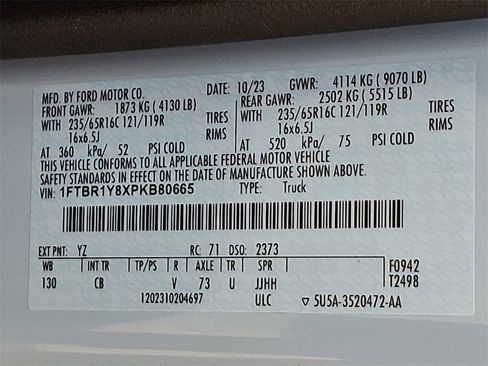 MFD. BY FORD MOTOR CO. DATE: 10/23 GVWR: 4114 KG (9070 LB)
FRONT GAWR: 1873 KG (4130 LB) REAR GAWR: 2502 KG (5515 LB)
WITH 235/65R16C 121/119R TIRES WITH 235/65R16C 121/119R TIRES
16x6.5J RIMS 16x6.5J RIMS
AT 360 kPa/ 52 PSI COLD AT 520 kPa/ 75 PSI COLD
THIS VEHICLE CONFORMS TO ALL APPLICABLE FEDERAL MOTOR VEHICLE
SAFETY STANDARDS IN EFFECT ON THE DATE OF MANUFACTURE SHOWN ABOVE
VIN: 1FTBR1Y8XPKB80665 TYPE: Truck
EXT PNT: YZ RC: 71 DSO: 2373
WB INT TR TP/PS R AXLE TR SPR F0942
130 CB V 73 U JJHH T2498
1202310204697 ULC ▽ 5U5A-3520472-AA